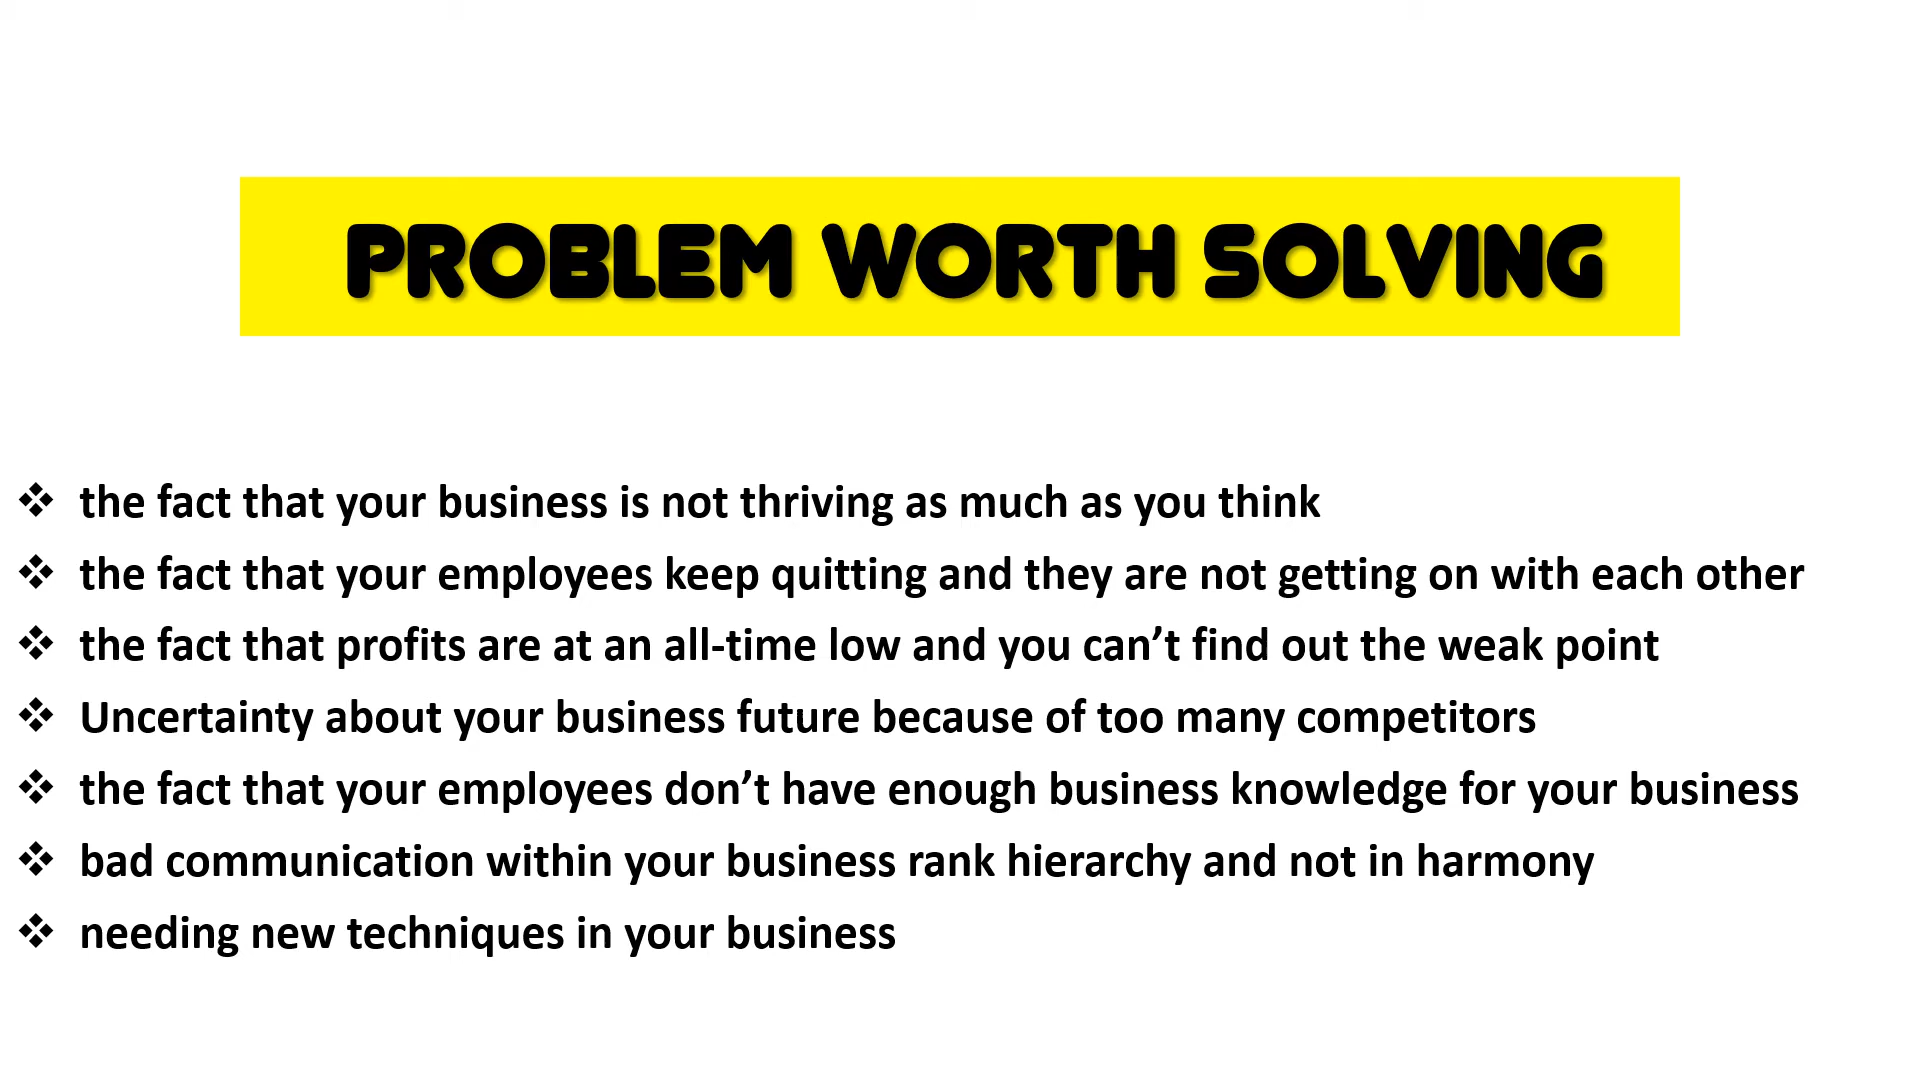 PROBLEM WORTH SOLVING
❖ the fact that your business is not thriving as much as you think
❖ the fact that your employees keep quitting and they are not getting on with each other
❖ the fact that profits are at an all-time low and you can’t find out the weak point
❖ Uncertainty about your business future because of too many competitors
❖ the fact that your employees don’t have enough business knowledge for your business
❖ bad communication within your business rank hierarchy and not in harmony
❖ needing new techniques in your business